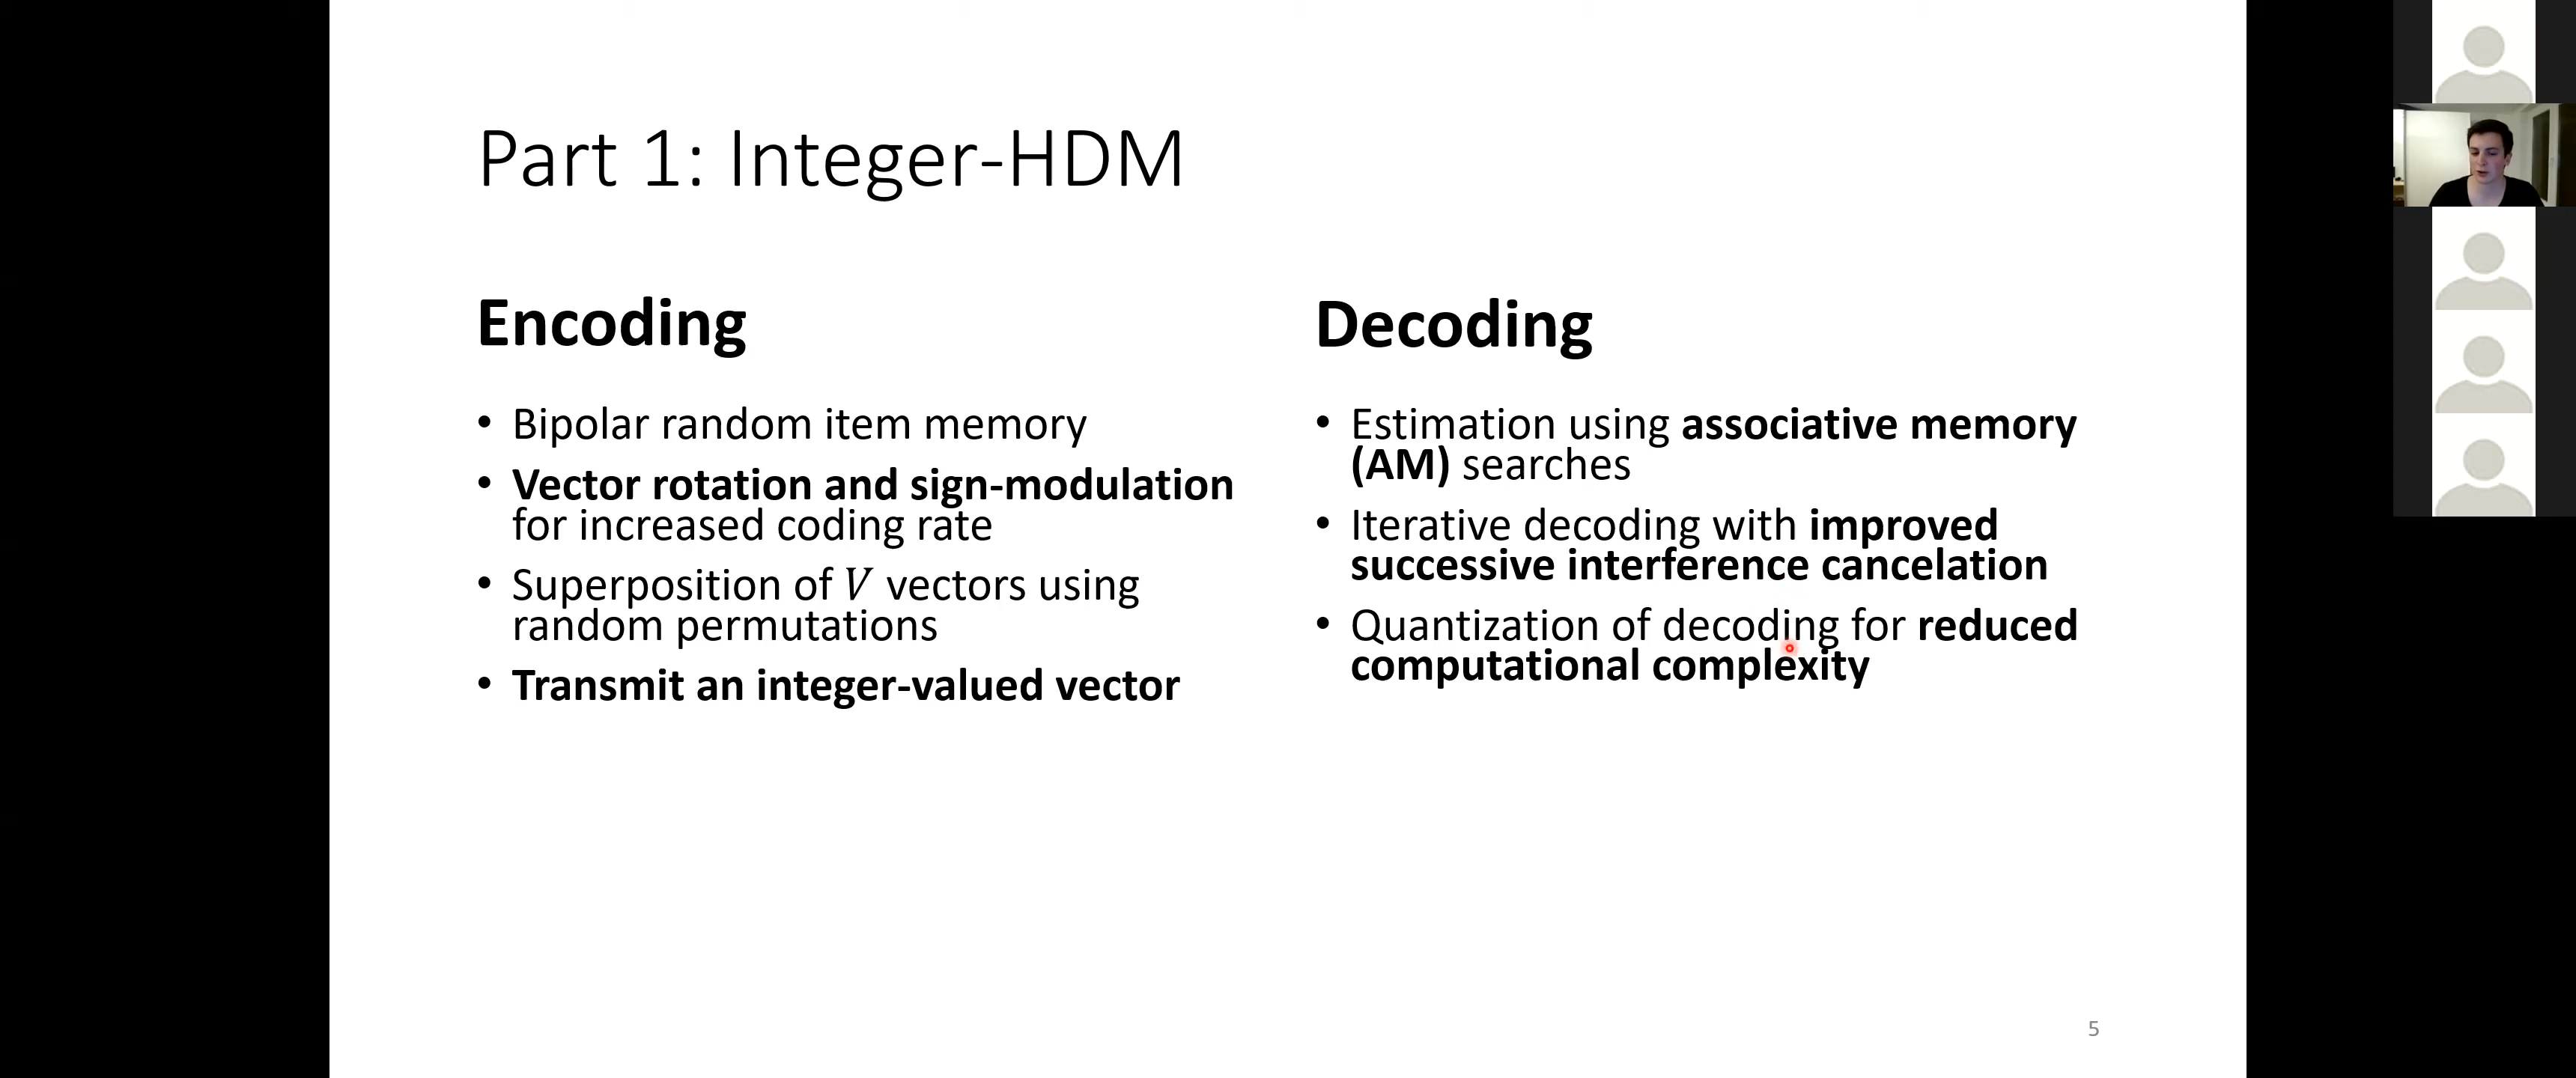 Part 1: Integer-HDM
Encoding
• Bipolar random item memory
• Vector rotation and sign-modulation
for increased coding rate
• Superposition of V vectors using
random permutations
• Transmit an integer-valued vector
Decoding
• Estimation using associative memory
(AM) searches
• Iterative decoding with improved
successive interference cancelation
• Quantization of decoding for reduced
computational complexity
5